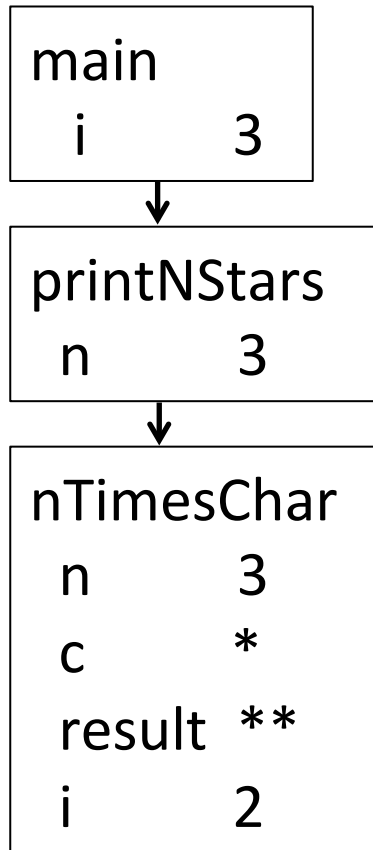 main
i 3
printNStars
n 3
nTimesChar
n 3
c *
result **
i 2